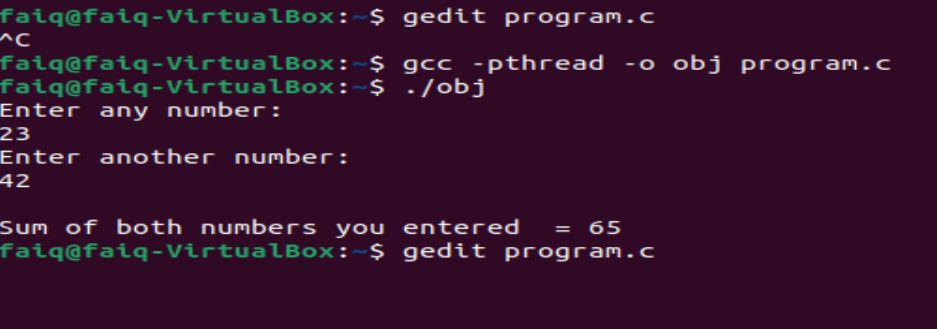 faiq@faiq-VirtualBox:~$ gedit program.c
^C
faiq@faiq-VirtualBox:~$ gcc -pthread -o obj program.c
faiq@faiq-VirtualBox:~$ ./obj
Enter any number:
23
Enter another number:
42
Sum of both numbers you entered  = 65
faiq@faiq-VirtualBox:~$ gedit program.c